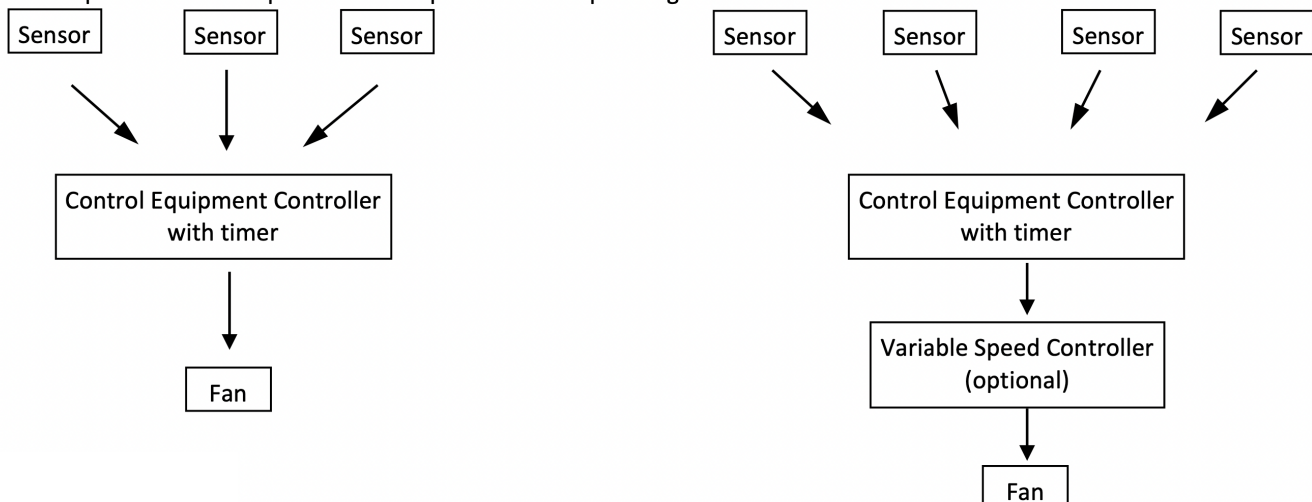 Sensor Sensor Sensor Sensor Sensor Sensor Sensor
Control Equipment Controller
with timer
Control Equipment Controller
with timer
Variable Speed Controller
(optional)
Fan
Fan